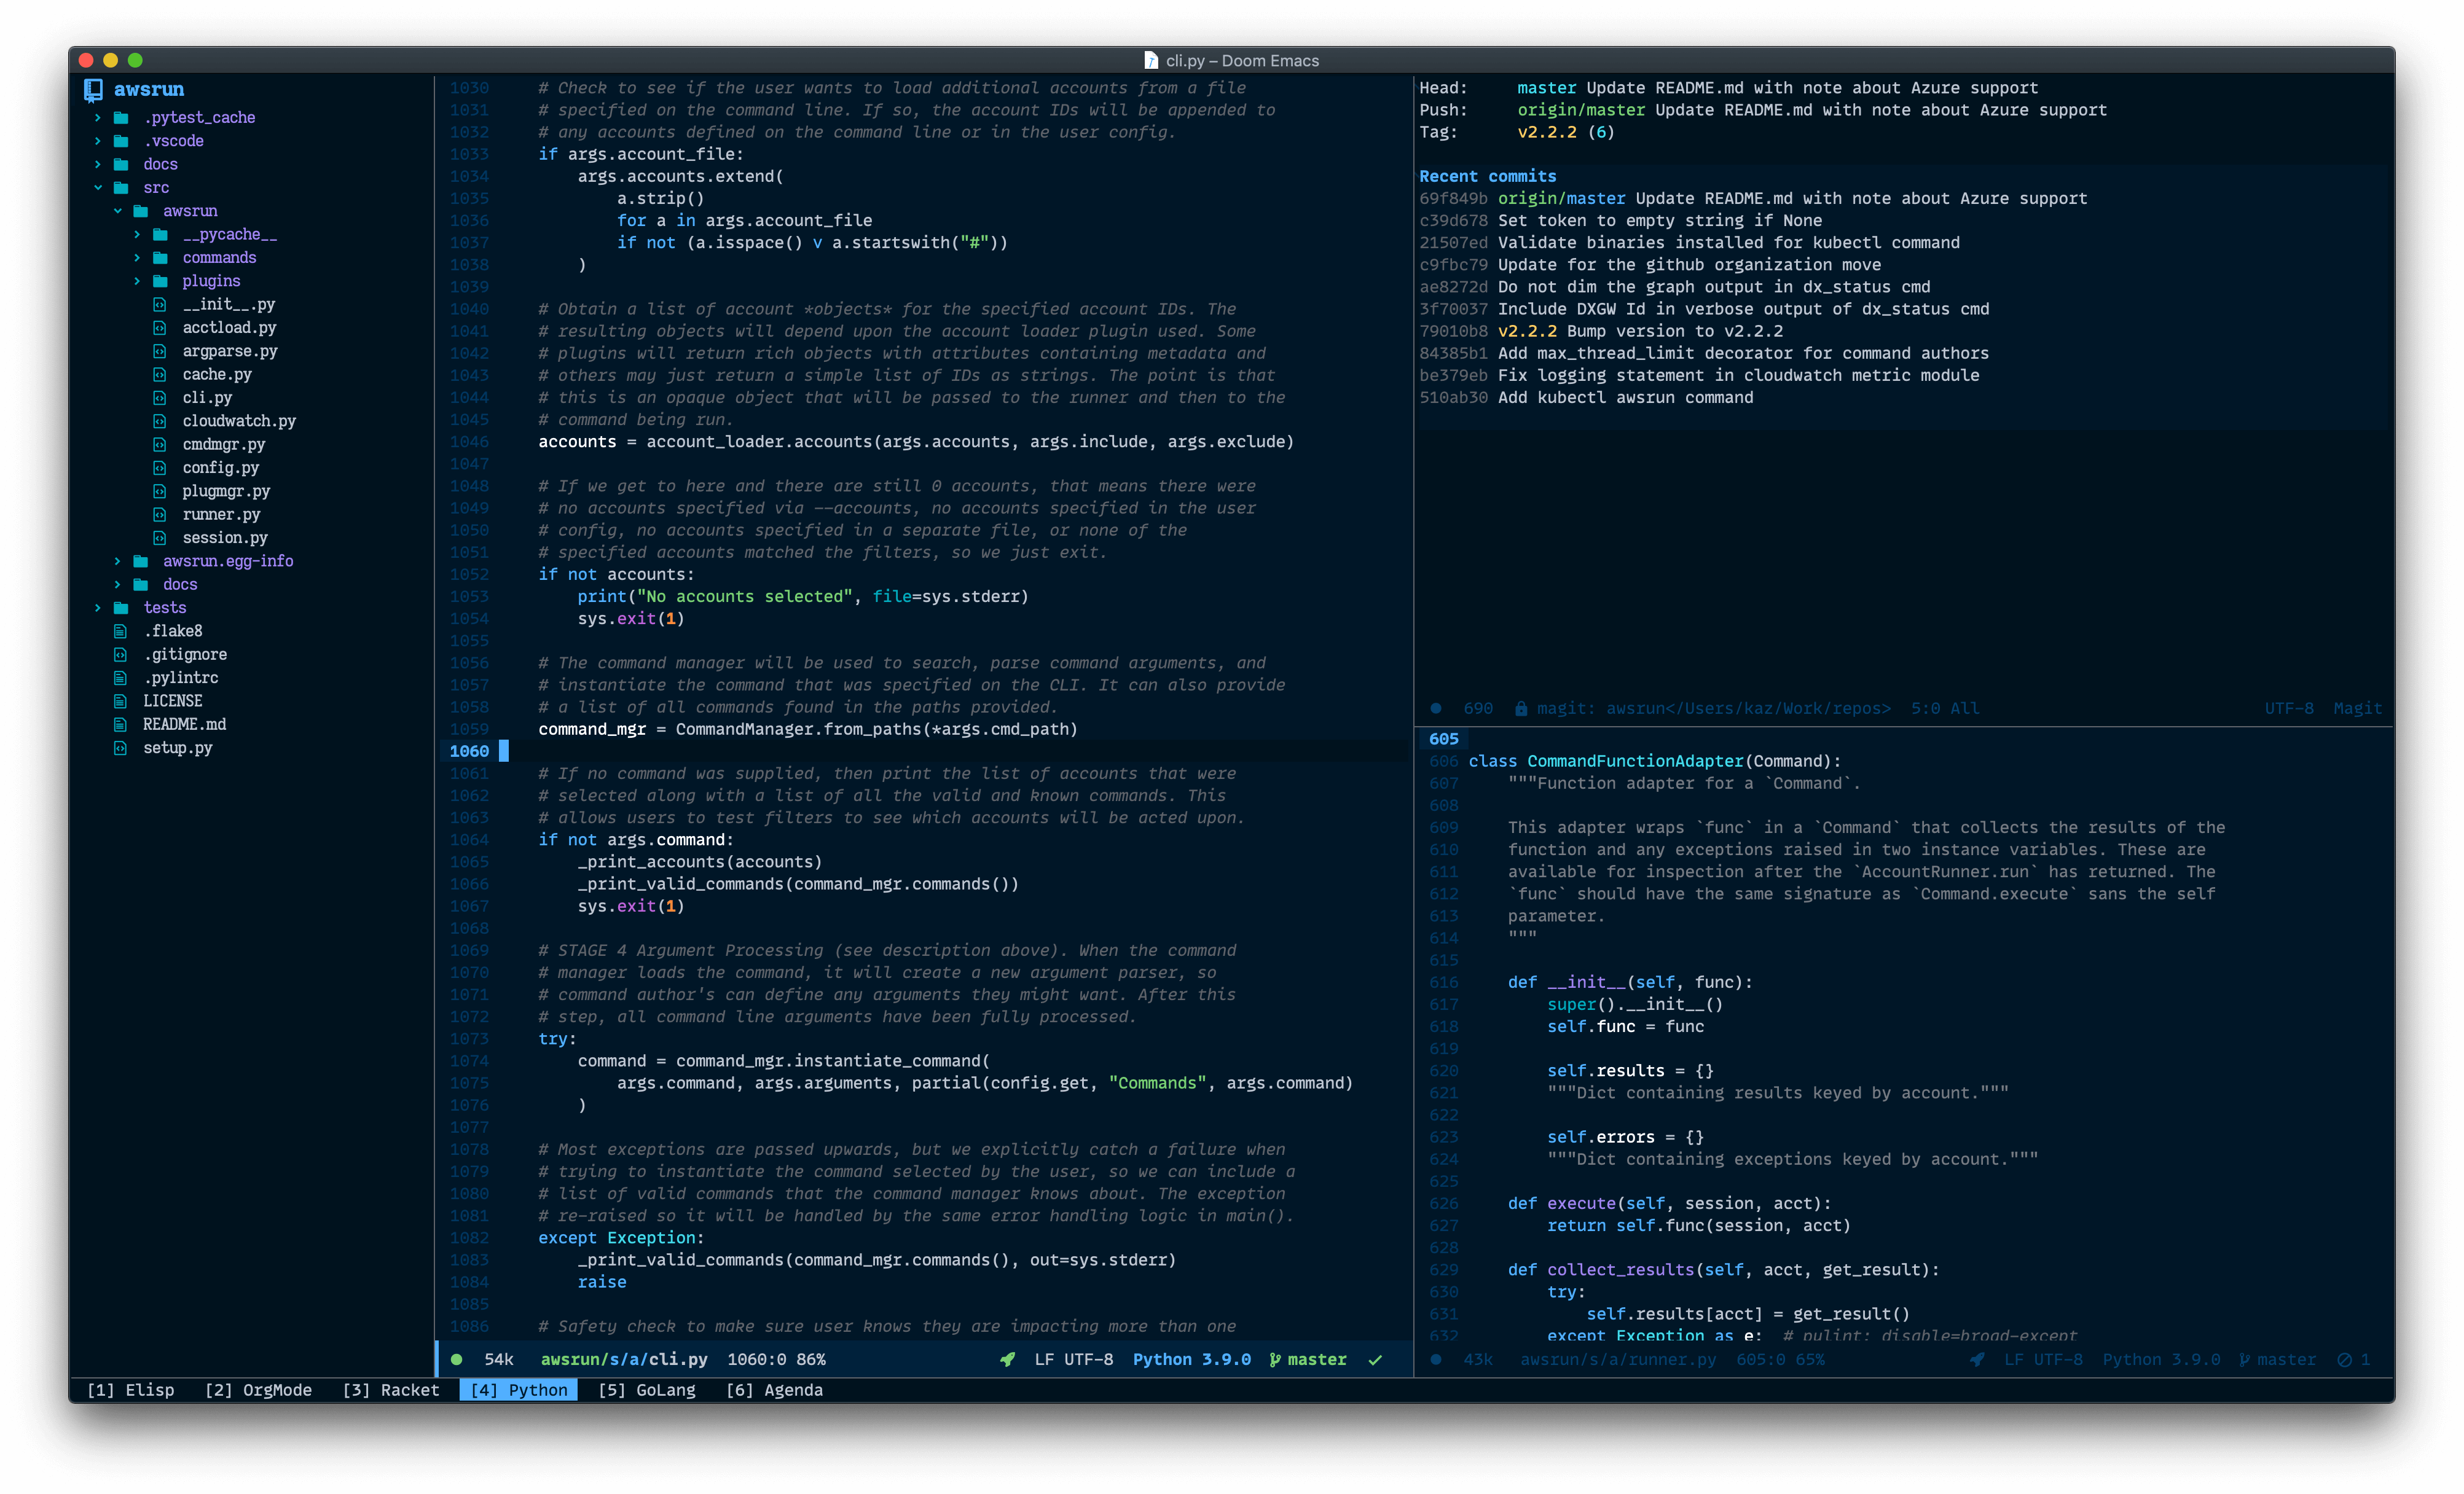 cli.py – Doom Emacs
awsrun
.pytest_cache
.vscode
docs
src
awsrun
__pycache__
commands
plugins
__init__.py
acctload.py
argparse.py
cache.py
cli.py
cloudwatch.py
cmdmgr.py
config.py
plugmgr.py
runner.py
session.py
awsrun.egg-info
docs
tests
.flake8
.gitignore
.pylintrc
LICENSE
README.md
setup.py
1030 # Check to see if the user wants to load additional accounts from a file
1031 # specified on the command line. If so, the account IDs will be appended to
1032 # any accounts defined on the command line or in the user config.
1033 if args.account_file:
1034 args.accounts.extend(
1035 a.strip()
1036 for a in args.account_file
1037 if not (a.isspace() ∨ a.startswith("#"))
1038 )
1039
1040 # Obtain a list of account *objects* for the specified account IDs. The
1041 # resulting objects will depend upon the account loader plugin used. Some
1042 # plugins will return rich objects with attributes containing metadata and
1043 # others may just return a simple list of IDs as strings. The point is that
1044 # this is an opaque object that will be passed to the runner and then to the
1045 # command being run.
1046 accounts = account_loader.accounts(args.accounts, args.include, args.exclude)
1047
1048 # If we get to here and there are still 0 accounts, that means there were
1049 # no accounts specified via --accounts, no accounts specified in the user
1050 # config, no accounts specified in a separate file, or none of the
1051 # specified accounts matched the filters, so we just exit.
1052 if not accounts:
1053 print("No accounts selected", file=sys.stderr)
1054 sys.exit(1)
1055
1056 # The command manager will be used to search, parse command arguments, and
1057 # instantiate the command that was specified on the CLI. It can also provide
1058 # a list of all commands found in the paths provided.
1059 command_mgr = CommandManager.from_paths(*args.cmd_path)
1060
1061 # If no command was supplied, then print the list of accounts that were
1062 # selected along with a list of all the valid and known commands. This
1063 # allows users to test filters to see which accounts will be acted upon.
1064 if not args.command:
1065 _print_accounts(accounts)
1066 _print_valid_commands(command_mgr.commands())
1067 sys.exit(1)
1068
1069 # STAGE 4 Argument Processing (see description above). When the command
1070 # manager loads the command, it will create a new argument parser, so
1071 # command author's can define any arguments they might want. After this
1072 # step, all command line arguments have been fully processed.
1073 try:
1074 command = command_mgr.instantiate_command(
1075 args.command, args.arguments, partial(config.get, "Commands", args.command)
1076 )
1077
1078 # Most exceptions are passed upwards, but we explicitly catch a failure when
1079 # trying to instantiate the command selected by the user, so we can include a
1080 # list of valid commands that the command manager knows about. The exception
1081 # re-raised so it will be handled by the same error handling logic in main().
1082 except Exception:
1083 _print_valid_commands(command_mgr.commands(), out=sys.stderr)
1084 raise
1085
1086 # Safety check to make sure user knows they are impacting more than one
54k awsrun/s/a/cli.py 1060:0 86% LF UTF-8 Python 3.9.0 master
Head: master Update README.md with note about Azure support
Push: origin/master Update README.md with note about Azure support
Tag: v2.2.2 (6)
Recent commits
69f849b origin/master Update README.md with note about Azure support
c39d678 Set token to empty string if None
21507ed Validate binaries installed for kubectl command
c9fbc79 Update for the github organization move
ae8272d Do not dim the graph output in dx_status cmd
3f70037 Include DXGW Id in verbose output of dx_status cmd
79010b8 v2.2.2 Bump version to v2.2.2
84385b1 Add max_thread_limit decorator for command authors
be379eb Fix logging statement in cloudwatch metric module
510ab30 Add kubectl awsrun command
690 magit: awsrun</Users/kaz/Work/repos> 5:0 All UTF-8 Magit
605
606 class CommandFunctionAdapter(Command):
607 """Function adapter for a `Command`.
608
609 This adapter wraps `func` in a `Command` that collects the results of the
610 function and any exceptions raised in two instance variables. These are
611 available for inspection after the `AccountRunner.run` has returned. The
612 `func` should have the same signature as `Command.execute` sans the self
613 parameter.
614 """
615
616 def __init__(self, func):
617 super().__init__()
618 self.func = func
619
620 self.results = {}
621 """Dict containing results keyed by account."""
622
623 self.errors = {}
624 """Dict containing exceptions keyed by account."""
625
626 def execute(self, session, acct):
627 return self.func(session, acct)
628
629 def collect_results(self, acct, get_result):
630 try:
631 self.results[acct] = get_result()
632 except Exception as e: # pylint: disable=broad-except
43k awsrun/s/a/runner.py 605:0 65% LF UTF-8 Python 3.9.0 master 1
[1] Elisp [2] OrgMode [3] Racket [4] Python [5] GoLang [6] Agenda